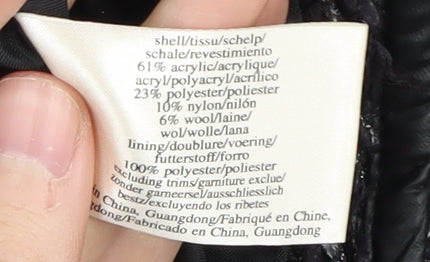 shell/tissu/schelp/
schale/revestimiento
61% acrylic/acrylique/
acryl/polyacryl/acrílico
23% polyester/poliester
10% nylon/nilón
6% wool/laine/
wol/wolle/lana
lining/doublure/voering/
futterstoff/forro
100% polyester/poliester
excluding trims/garniture exclue/
zonder garneersel/ausschliesslich
bestz/excluyendo los ribetes
in China, Guangdong/Fabriqué en Chine,
gdong/Fabricado en China, Guangdong